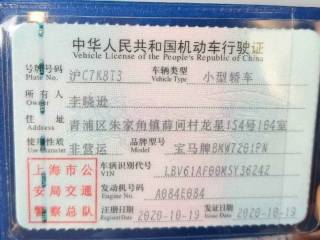 中华人民共和国机动车行驶证
Vehicle License of the People's Republic of China
号牌号码 沪C7K8T3 车辆类型 小型轿车
Plate No. Vehicle Type
所有人 李晓逊
Owner
住址 青浦区朱家角镇薛间村龙星154号104室
Address
使用性质 非营运 品牌型号 宝马牌BMW7201PN
Use Character Model
上海市公安局交通警察总队
车辆识别代号
VIN
发动机号码 A084E084
Engine No.
注册日期 2020-10-19 发证日期 2020-10-19
Register Date Issue Date